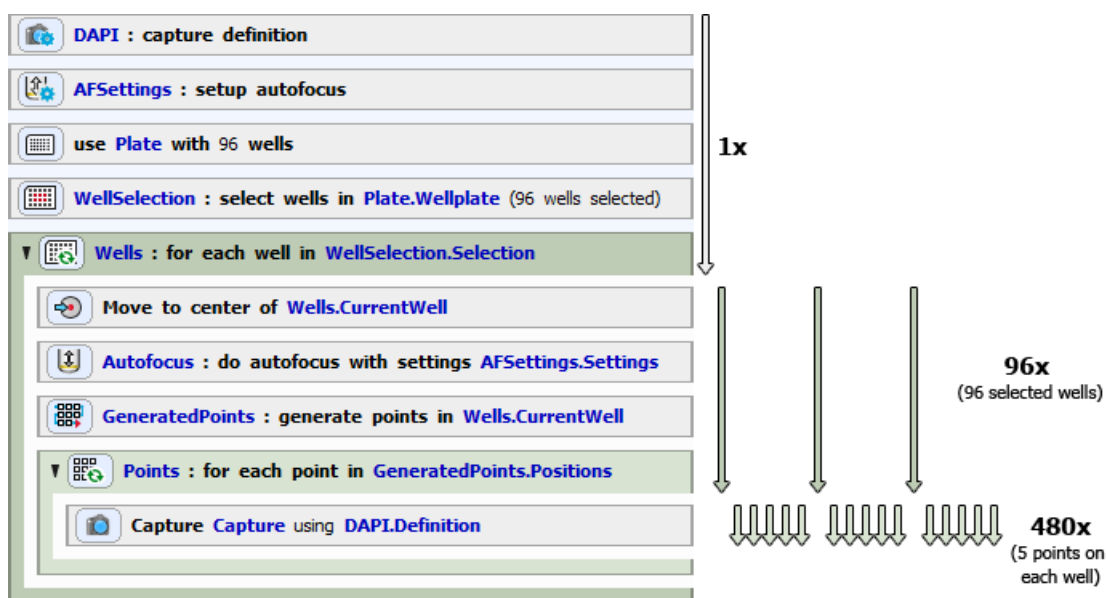 DAPI : capture definition
AFSettings : setup autofocus
use Plate with 96 wells
1x
WellSelection : select wells in Plate.Wellplate (96 wells selected)
Wells : for each well in WellSelection.Selection
Move to center of Wells.CurrentWell
Autofocus : do autofocus with settings AFSettings.Settings
96x
(96 selected wells)
GeneratedPoints : generate points in Wells.CurrentWell
Points : for each point in GeneratedPoints.Positions
Capture Capture using DAPI.Definition
480x
(5 points on
each well)